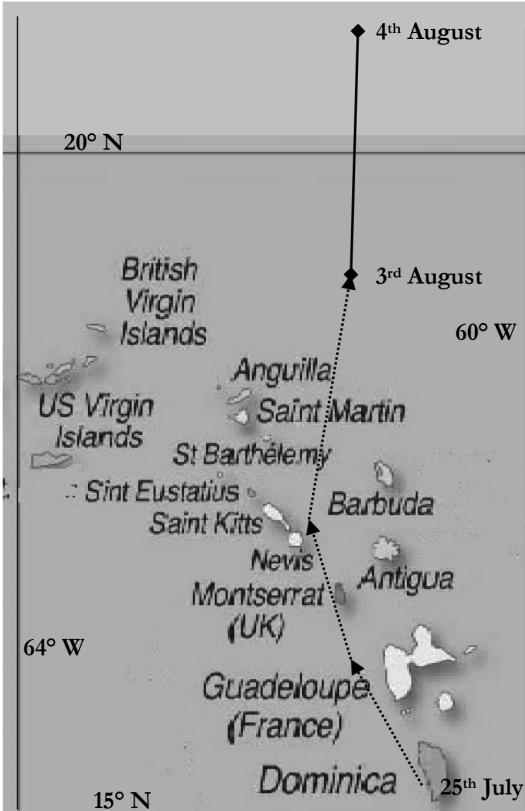 4th August
20° N
British
Virgin
Islands
3rd August
60° W
Anguilla
US Virgin
Islands
Saint Martin
St Barthélemy
Sint Eustatius
Barbuda
Saint Kitts
Nevis
Antigua
Montserrat
(UK)
64° W
Guadeloupe
(France)
Dominica
25th July
15° N